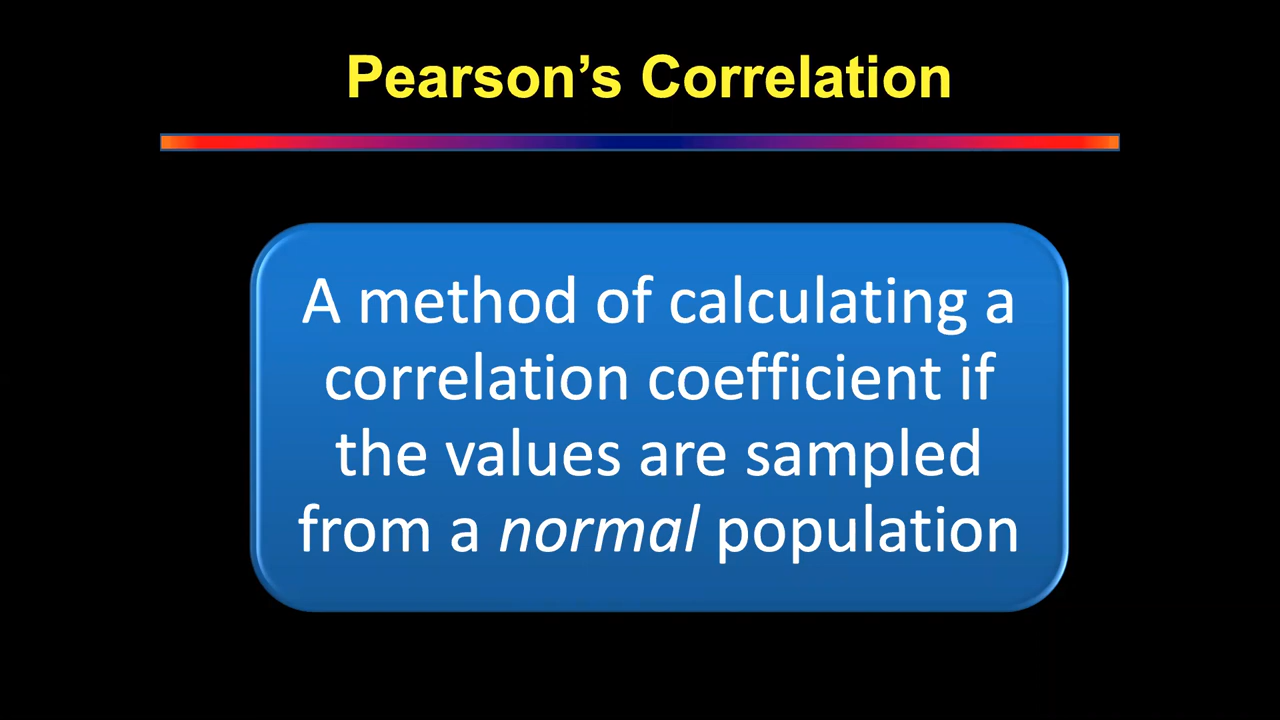 Pearson’s Correlation
A method of calculating a
correlation coefficient if
the values are sampled
from a normal population